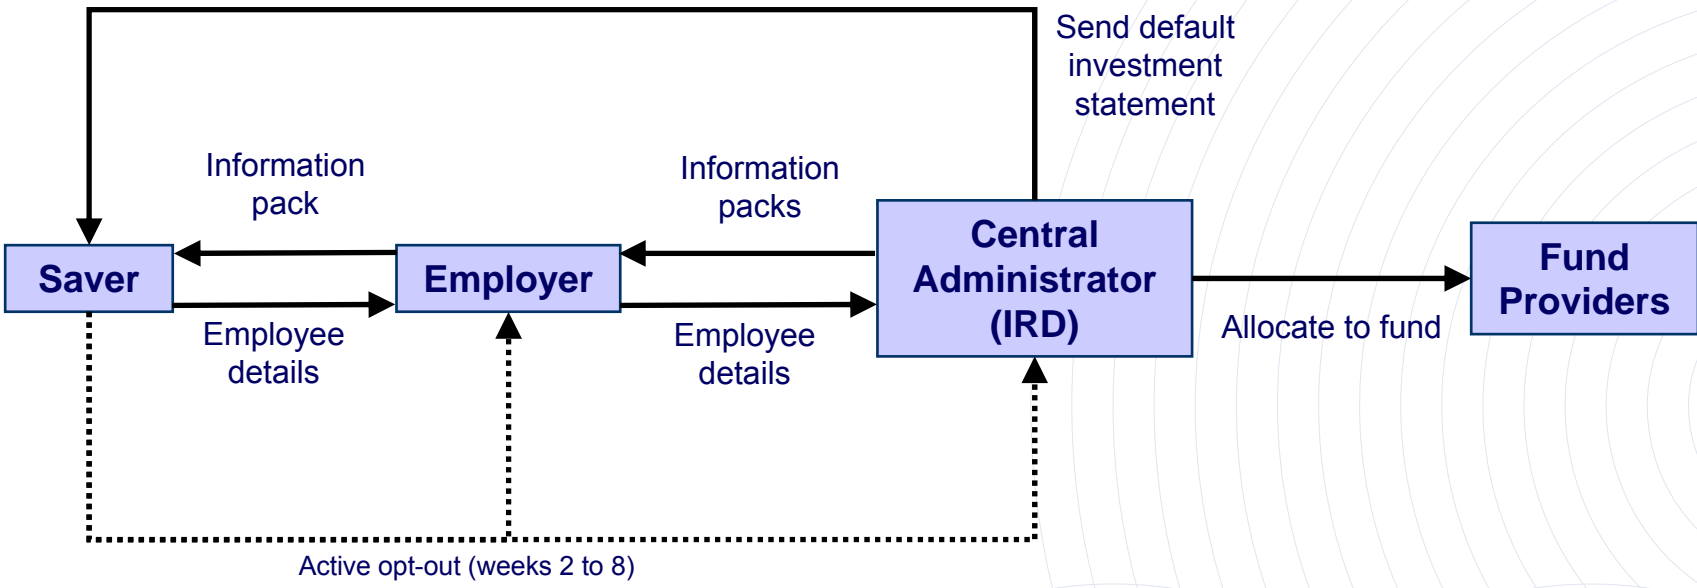 Send default
investment
statement
Information
pack
Information
packs
Saver
Employer
Central
Administrator
(IRD)
Fund
Providers
Employee
details
Employee
details
Allocate to fund
Active opt-out (weeks 2 to 8)